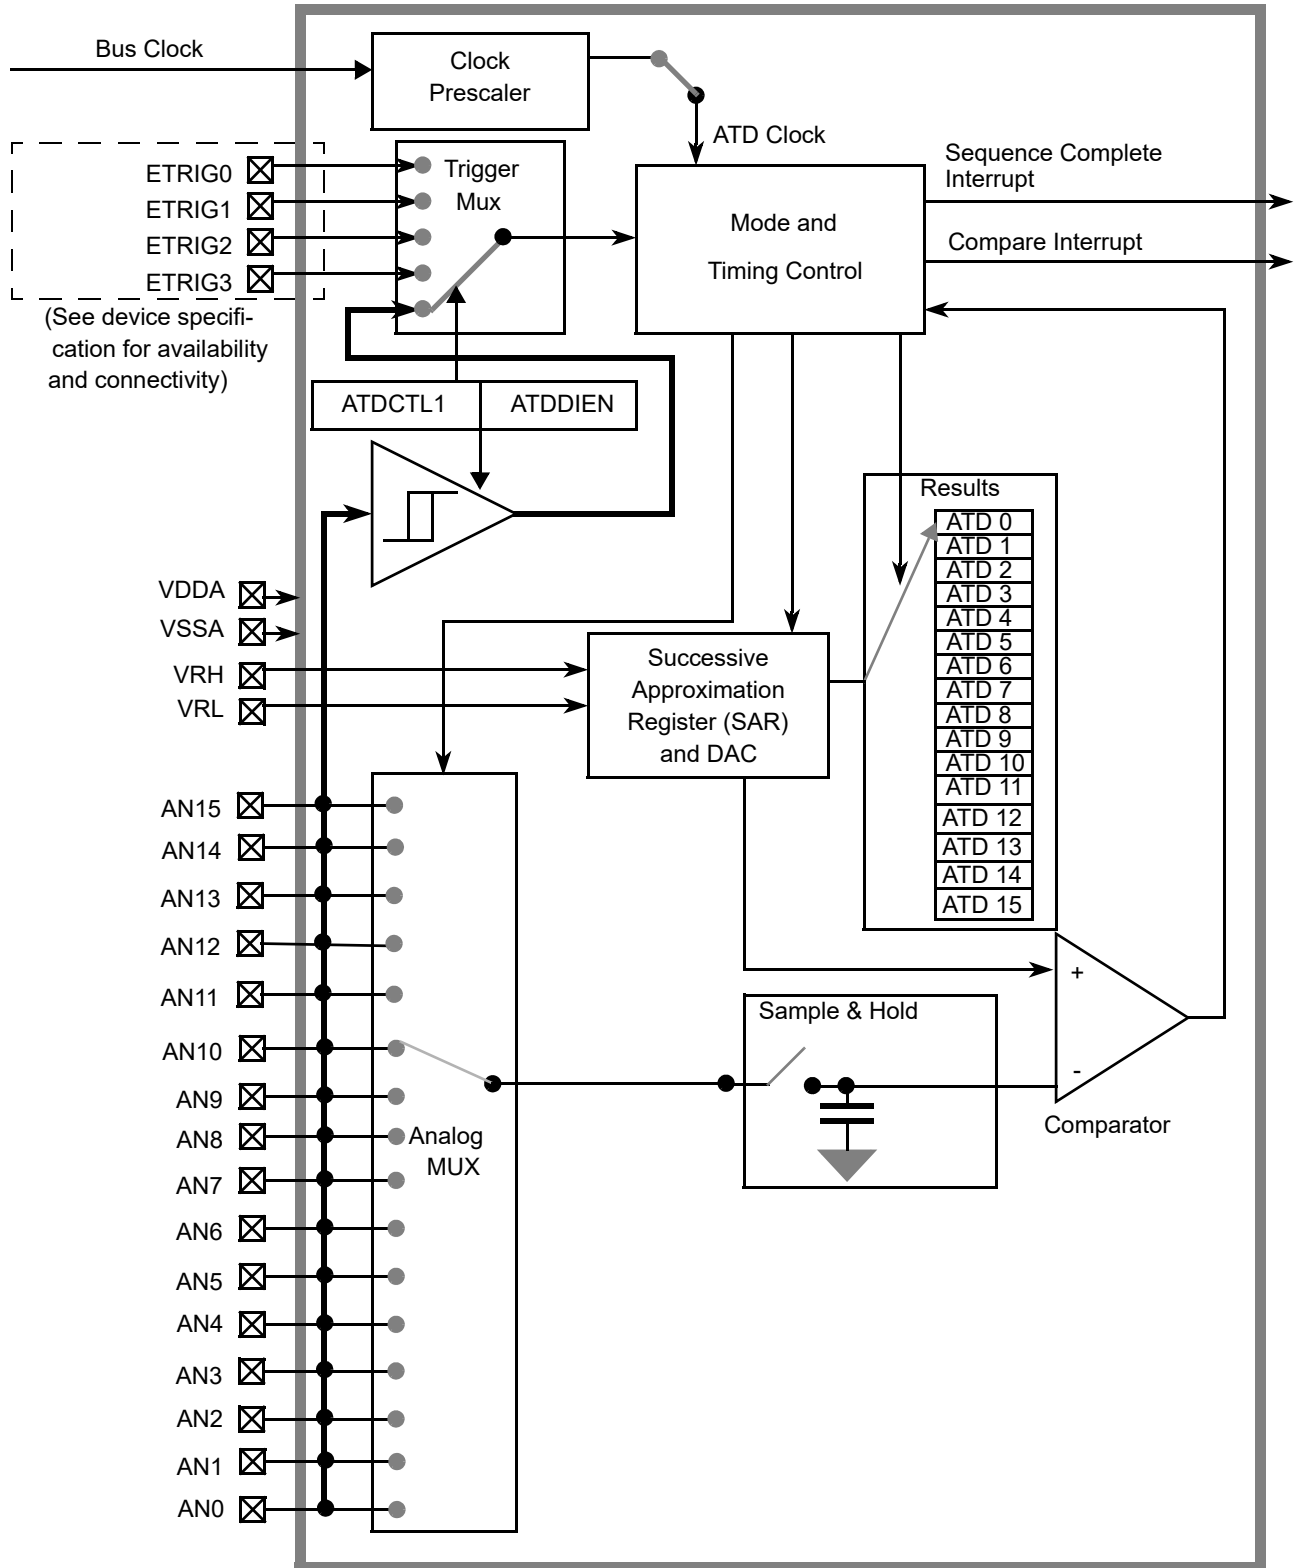 Bus Clock
Clock
Prescaler
ATD Clock
ETRIG0
ETRIG1
ETRIG2
ETRIG3
(See device specifi-
cation for availability
and connectivity)
Trigger
Mux
Mode and
Timing Control
Sequence Complete
Interrupt
Compare Interrupt
ATDCTL1
ATDDIEN
Results
ATD 0
ATD 1
ATD 2
ATD 3
ATD 4
ATD 5
ATD 6
ATD 7
ATD 8
ATD 9
ATD 10
ATD 11
ATD 12
ATD 13
ATD 14
ATD 15
VDDA
VSSA
VRH
VRL
Successive
Approximation
Register (SAR)
and DAC
AN15
AN14
AN13
AN12
AN11
AN10
AN9
AN8
AN7
AN6
AN5
AN4
AN3
AN2
AN1
AN0
Analog
MUX
Sample & Hold
+
-
Comparator